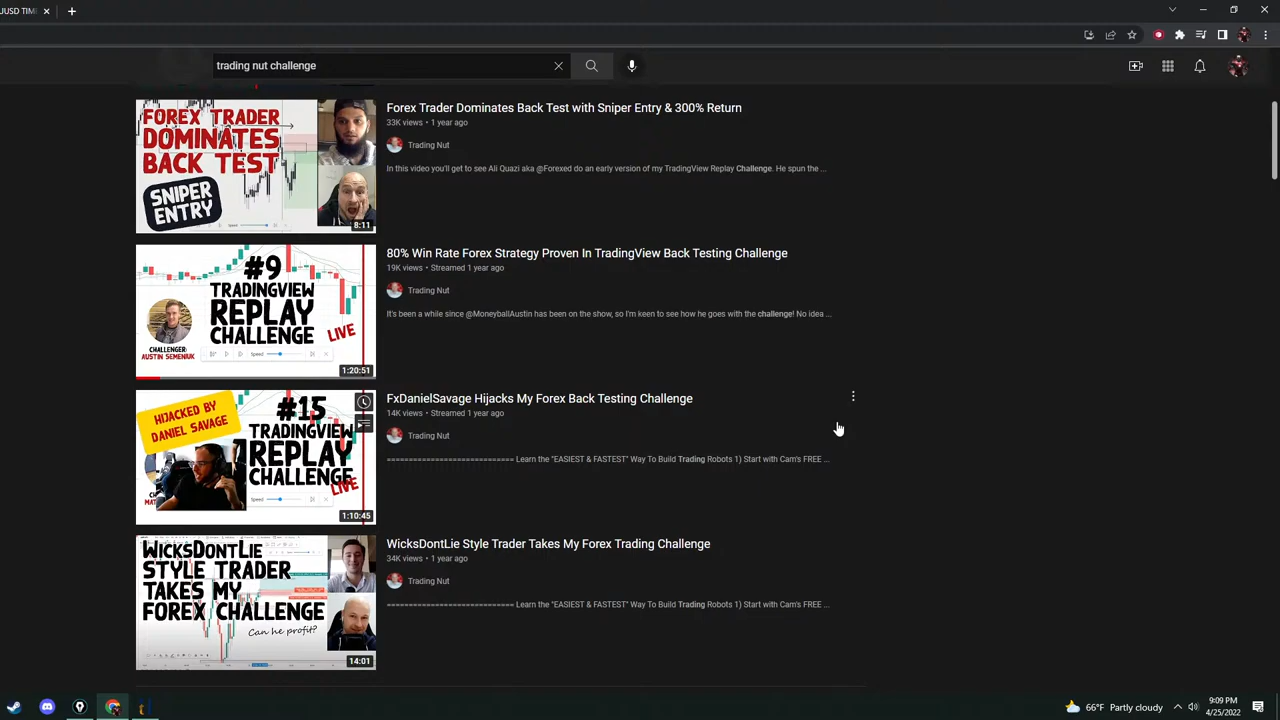 JUSD TIM
trading nut challenge
FOREX TRADER
DOMINATES
BACK TEST
SNIPER
ENTRY
Speed
8:11
Forex Trader Dominates Back Test with Sniper Entry & 300% Return
33K views • 1 year ago
Trading Nut
In this video you'll get to see Ali Quazi aka @Forexed do an early version of my TradingView Replay Challenge. He spun the ...
#9
TRADINGVIEW
REPLAY
CHALLENGE
LIVE
CHALLENGER:
AUSTIN SEMENIUK
Speed
1:20:51
80% Win Rate Forex Strategy Proven In TradingView Back Testing Challenge
19K views • Streamed 1 year ago
Trading Nut
It's been a while since @MoneyballAustin has been on the show, so I'm keen to see how he goes with the challenge! No idea ...
HIJACKED BY
DANIEL SAVAGE
#15
TRADINGVIEW
REPLAY
CHALLENGE
LIVE
Speed
1:10:45
FxDanielSavage Hijacks My Forex Back Testing Challenge
14K views • Streamed 1 year ago
Trading Nut
============================ Learn the "EASIEST & FASTEST" Way To Build Trading Robots 1) Start with Cam's FREE ...
WICKSDONTLIE
STYLE TRADER
TAKES MY
FOREX CHALLENGE
Can he profit?
14:01
WicksDontLie Style Trader Takes My Forex Trading Challenge
34K views • 1 year ago
Trading Nut
============================ Learn the "EASIEST & FASTEST" Way To Build Trading Robots 1) Start with Cam's FREE ...
66°F Partly cloudy
9:09 PM
4/25/2022